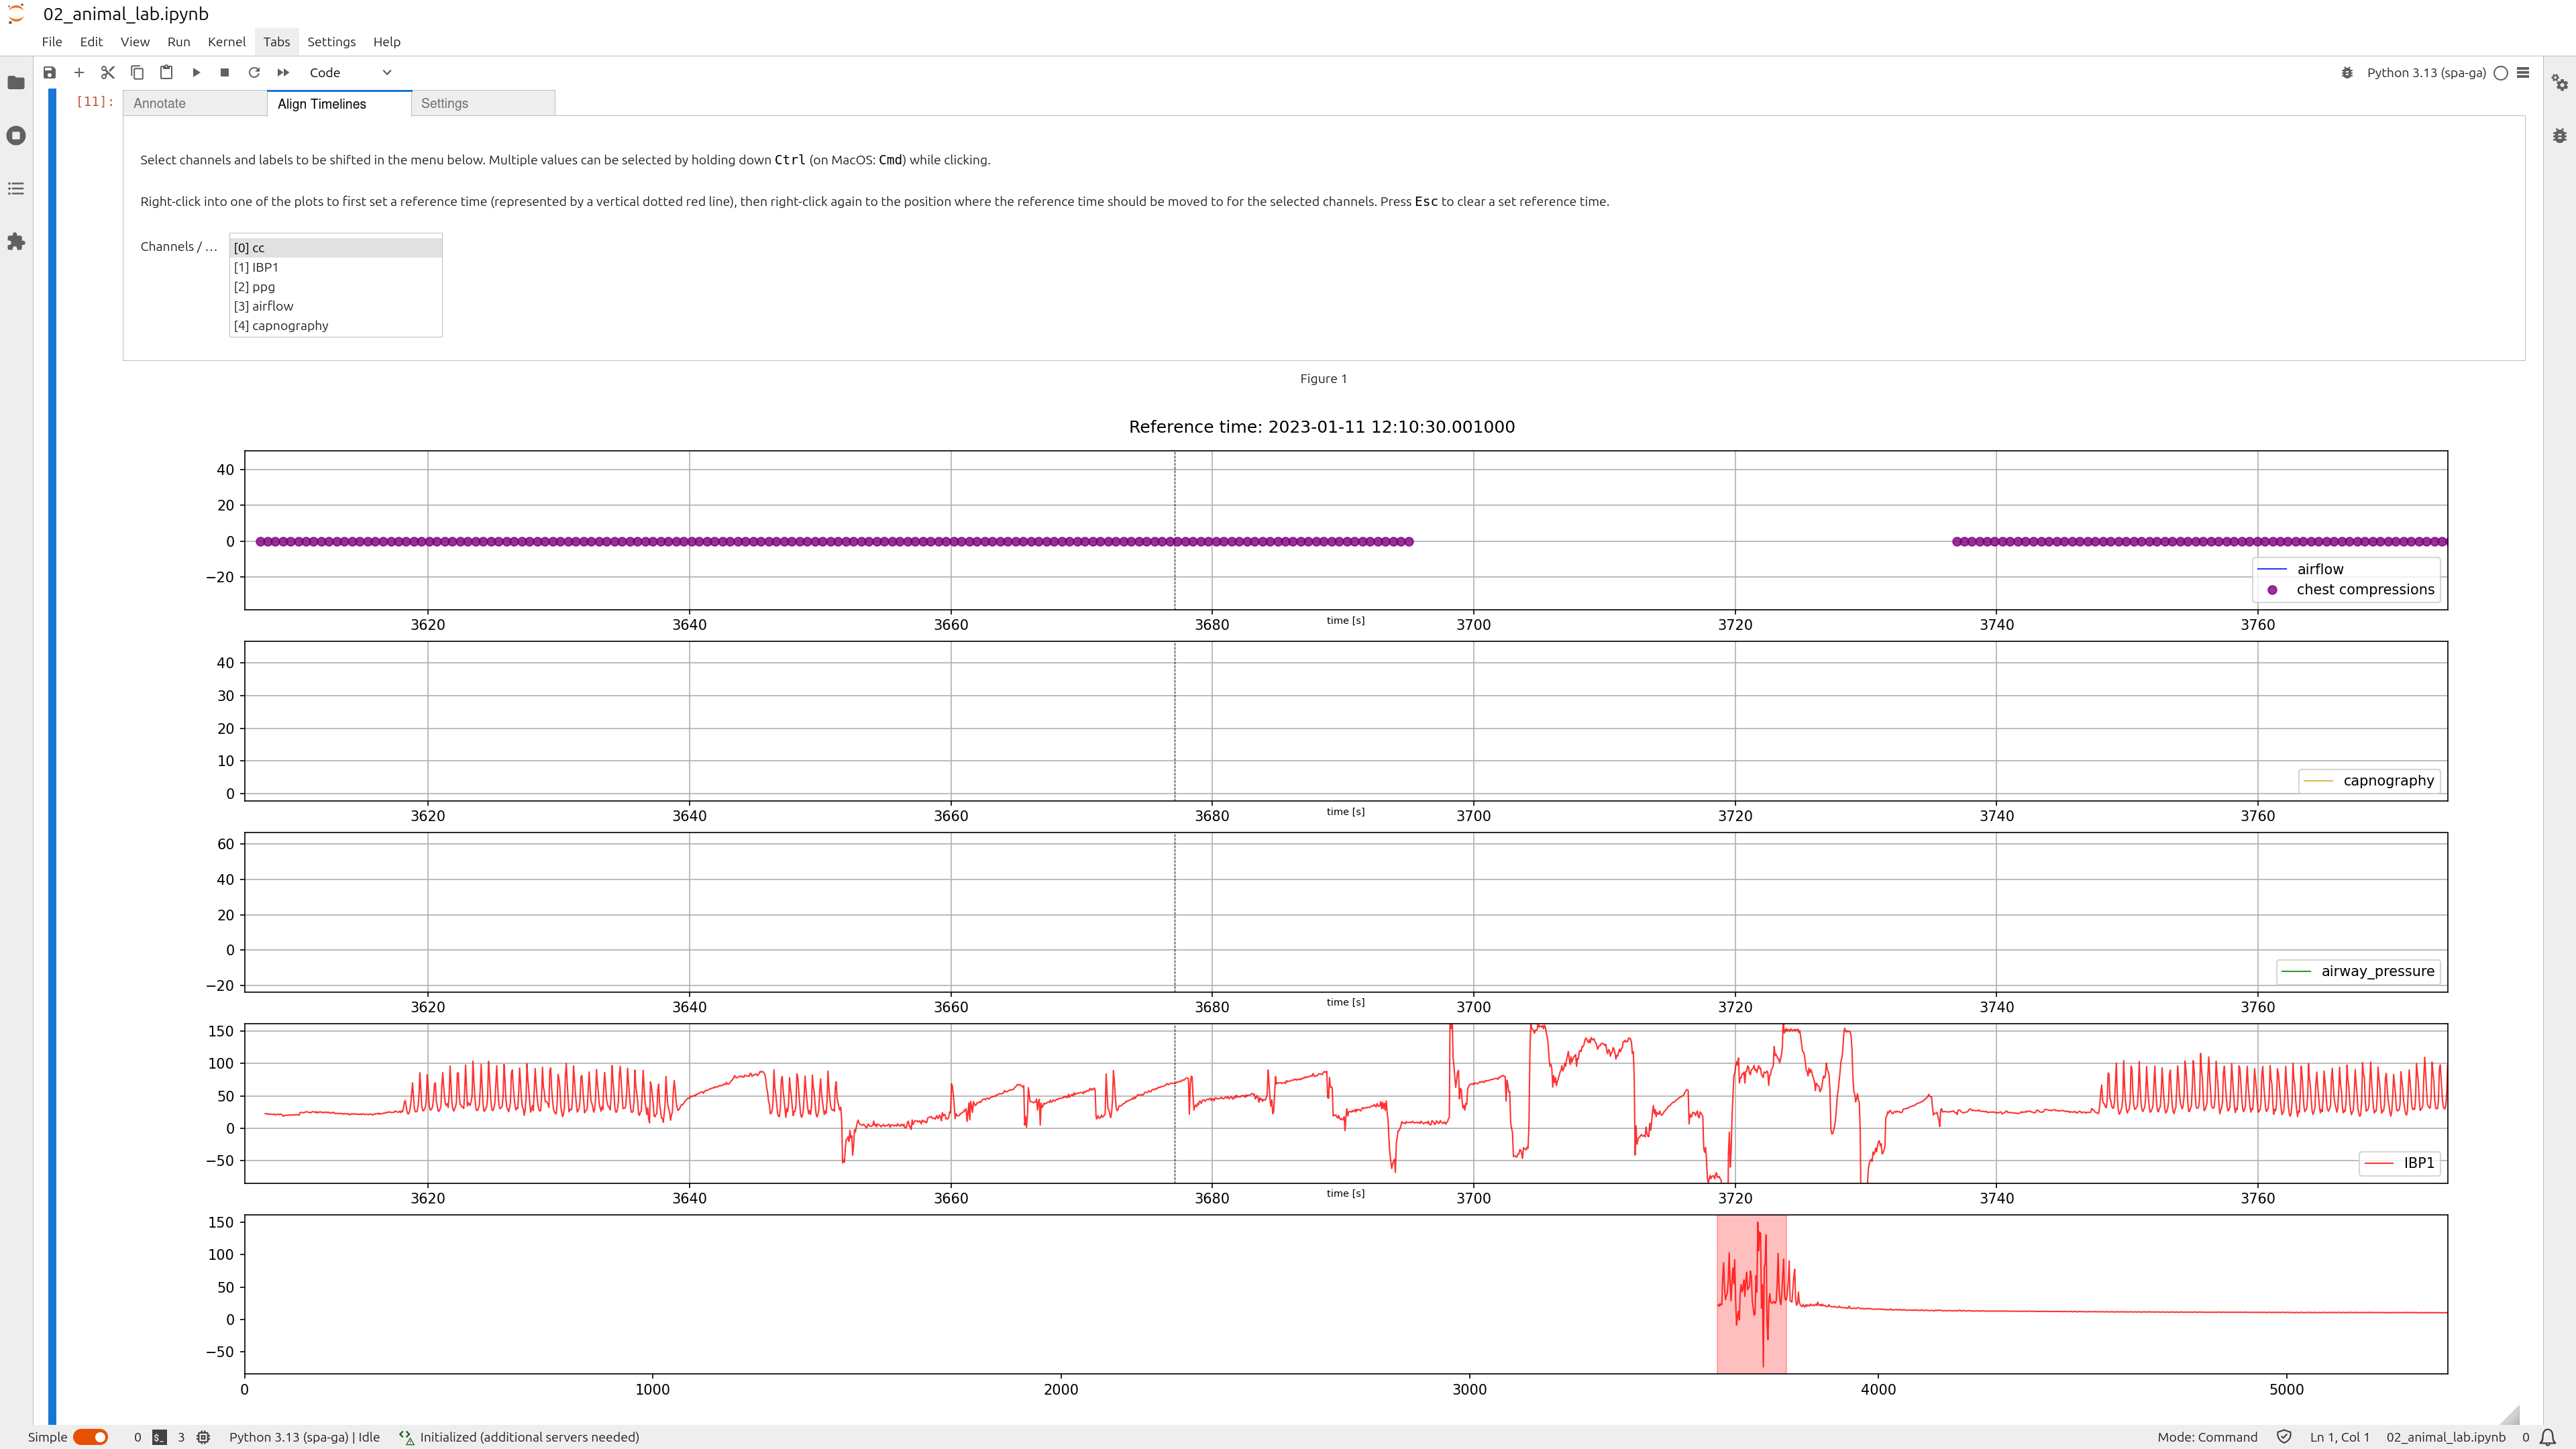 02_animal_lab.ipynb
File Edit View Run Kernel Tabs Settings Help
Code
Python 3.13 (spa-ga)
[11]:
Annotate Align Timelines Settings
Select channels and labels to be shifted in the menu below. Multiple values can be selected by holding down Ctrl (on MacOS: Cmd) while clicking.
Right-click into one of the plots to first set a reference time (represented by a vertical dotted red line), then right-click again to the position where the reference time should be moved to for the selected channels. Press Esc to clear a set reference time.
Channels / …
[0] cc
[1] IBP1
[2] ppg
[3] airflow
[4] capnography
Figure 1
Reference time: 2023-01-11 12:10:30.001000
40
20
0
−20
airflow
chest compressions
3620 3640 3660 3680 3700 3720 3740 3760
time [s]
40
30
20
10
0
capnography
3620 3640 3660 3680 3700 3720 3740 3760
time [s]
60
40
20
0
−20
airway_pressure
3620 3640 3660 3680 3700 3720 3740 3760
time [s]
150
100
50
0
−50
IBP1
3620 3640 3660 3680 3700 3720 3740 3760
time [s]
150
100
50
0
−50
0 1000 2000 3000 4000 5000
Simple 0 $_ 3 Python 3.13 (spa-ga) | Idle Initialized (additional servers needed) Mode: Command Ln 1, Col 1 02_animal_lab.ipynb 0